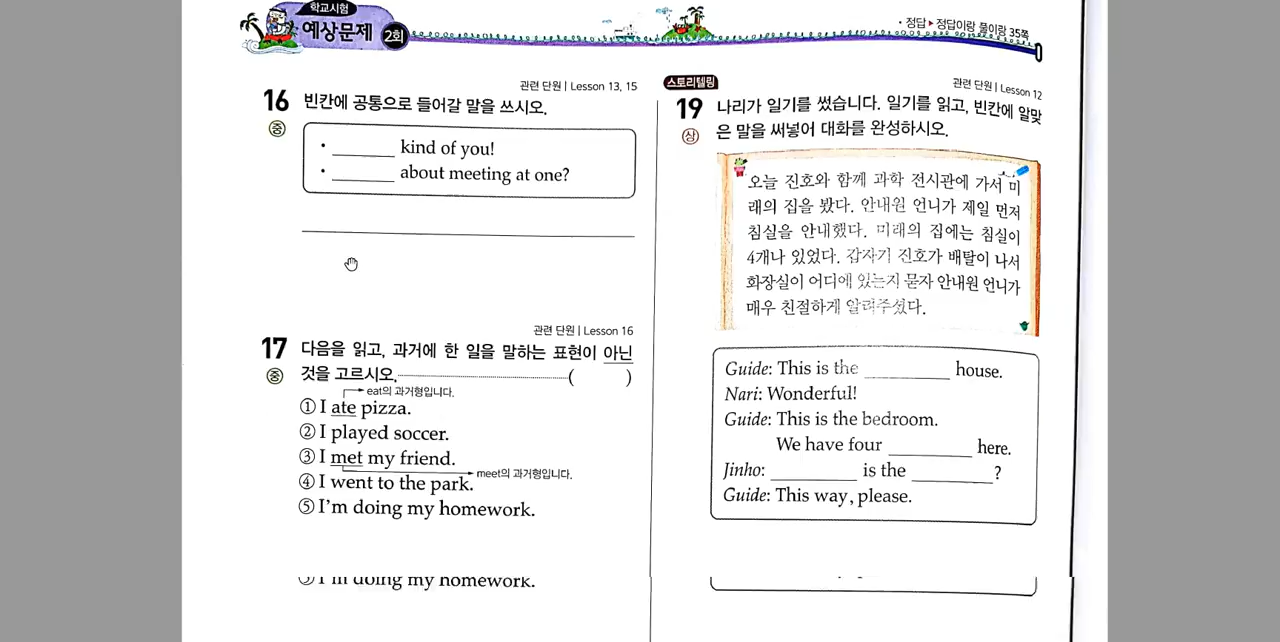 학교시험
예상문제 2회
• 정답 ▶ 정답이랑 풀이랑 35쪽
관련 단원 | Lesson 13, 15
16 빈칸에 공통으로 들어갈 말을 쓰시오.
중
• ________ kind of you!
• ________ about meeting at one?
관련 단원 | Lesson 16
17 다음을 읽고, 과거에 한 일을 말하는 표현이 아닌
중 것을 고르시오. ( )
eat의 과거형입니다.
① I ate pizza.
② I played soccer.
③ I met my friend.
meet의 과거형입니다.
④ I went to the park.
⑤ I'm doing my homework.
⑤ I'm doing my homework.
스토리텔링
관련 단원 | Lesson 12
19 나리가 일기를 썼습니다. 일기를 읽고, 빈칸에 알맞
상 은 말을 써넣어 대화를 완성하시오.
오늘 진호와 함께 과학 전시관에 가서 미
래의 집을 봤다. 안내원 언니가 제일 먼저
침실을 안내했다. 미래의 집에는 침실이
4개나 있었다. 갑자기 진호가 배탈이 나서
화장실이 어디에 있는지 묻자 안내원 언니가
매우 친절하게 알려주셨다.
Guide: This is the ________ house.
Nari: Wonderful!
Guide: This is the bedroom.
We have four ________ here.
Jinho: ________ is the ________?
Guide: This way, please.